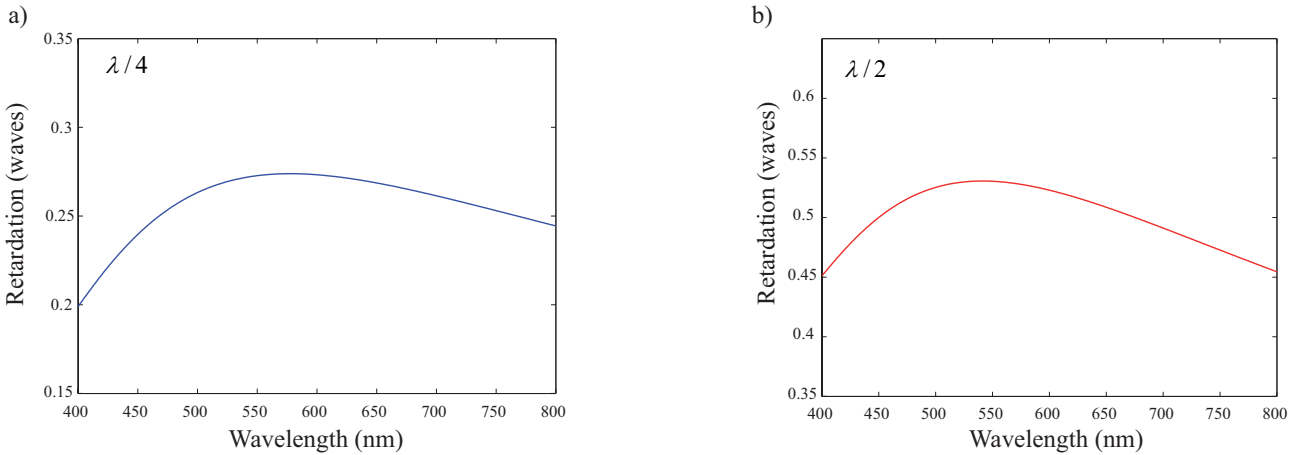 a)
λ/4
Retardation (waves)
0.35
0.3
0.25
0.2
0.15
400 450 500 550 600 650 700 750 800
Wavelength (nm)
b)
λ/2
Retardation (waves)
0.6
0.55
0.5
0.45
0.4
0.35
400 450 500 550 600 650 700 750 800
Wavelength (nm)